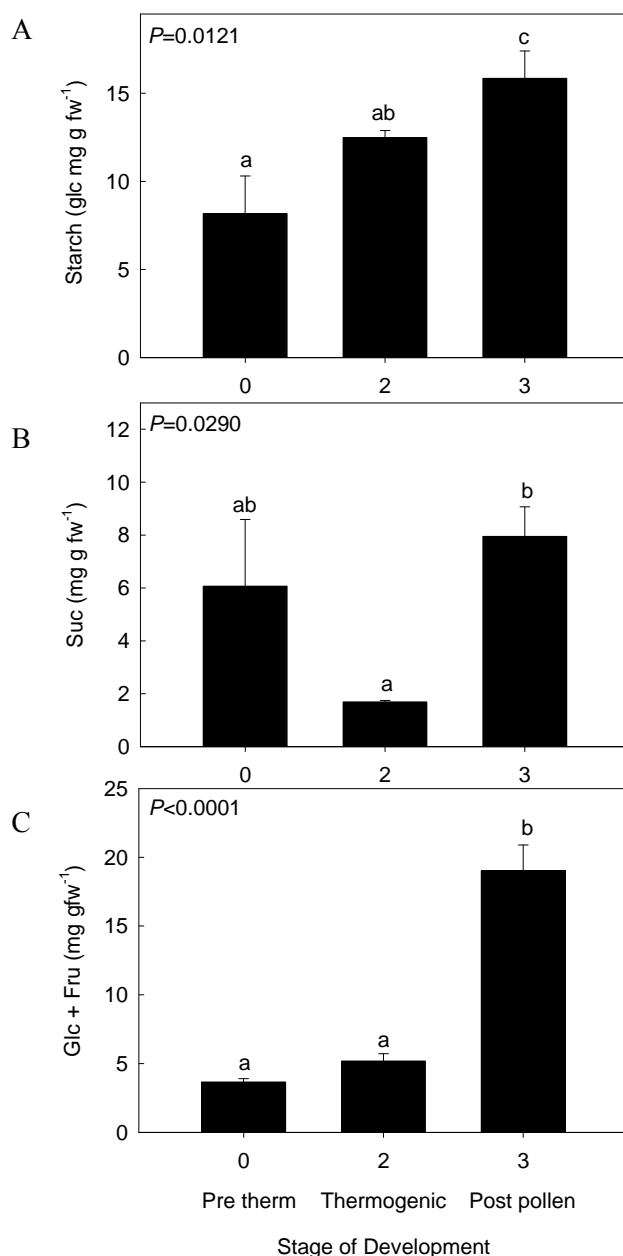 A
P=0.0121
Starch (glc mg g fw⁻¹)
15
10
5
0
a
ab
c
0 2 3
B
P=0.0290
Suc (mg g fw⁻¹)
12
10
8
6
4
2
0
ab
a
b
0 2 3
C
P<0.0001
Glc + Fru (mg gfw⁻¹)
25
20
15
10
5
0
a
a
b
0 2 3
Pre therm Thermogenic Post pollen
Stage of Development